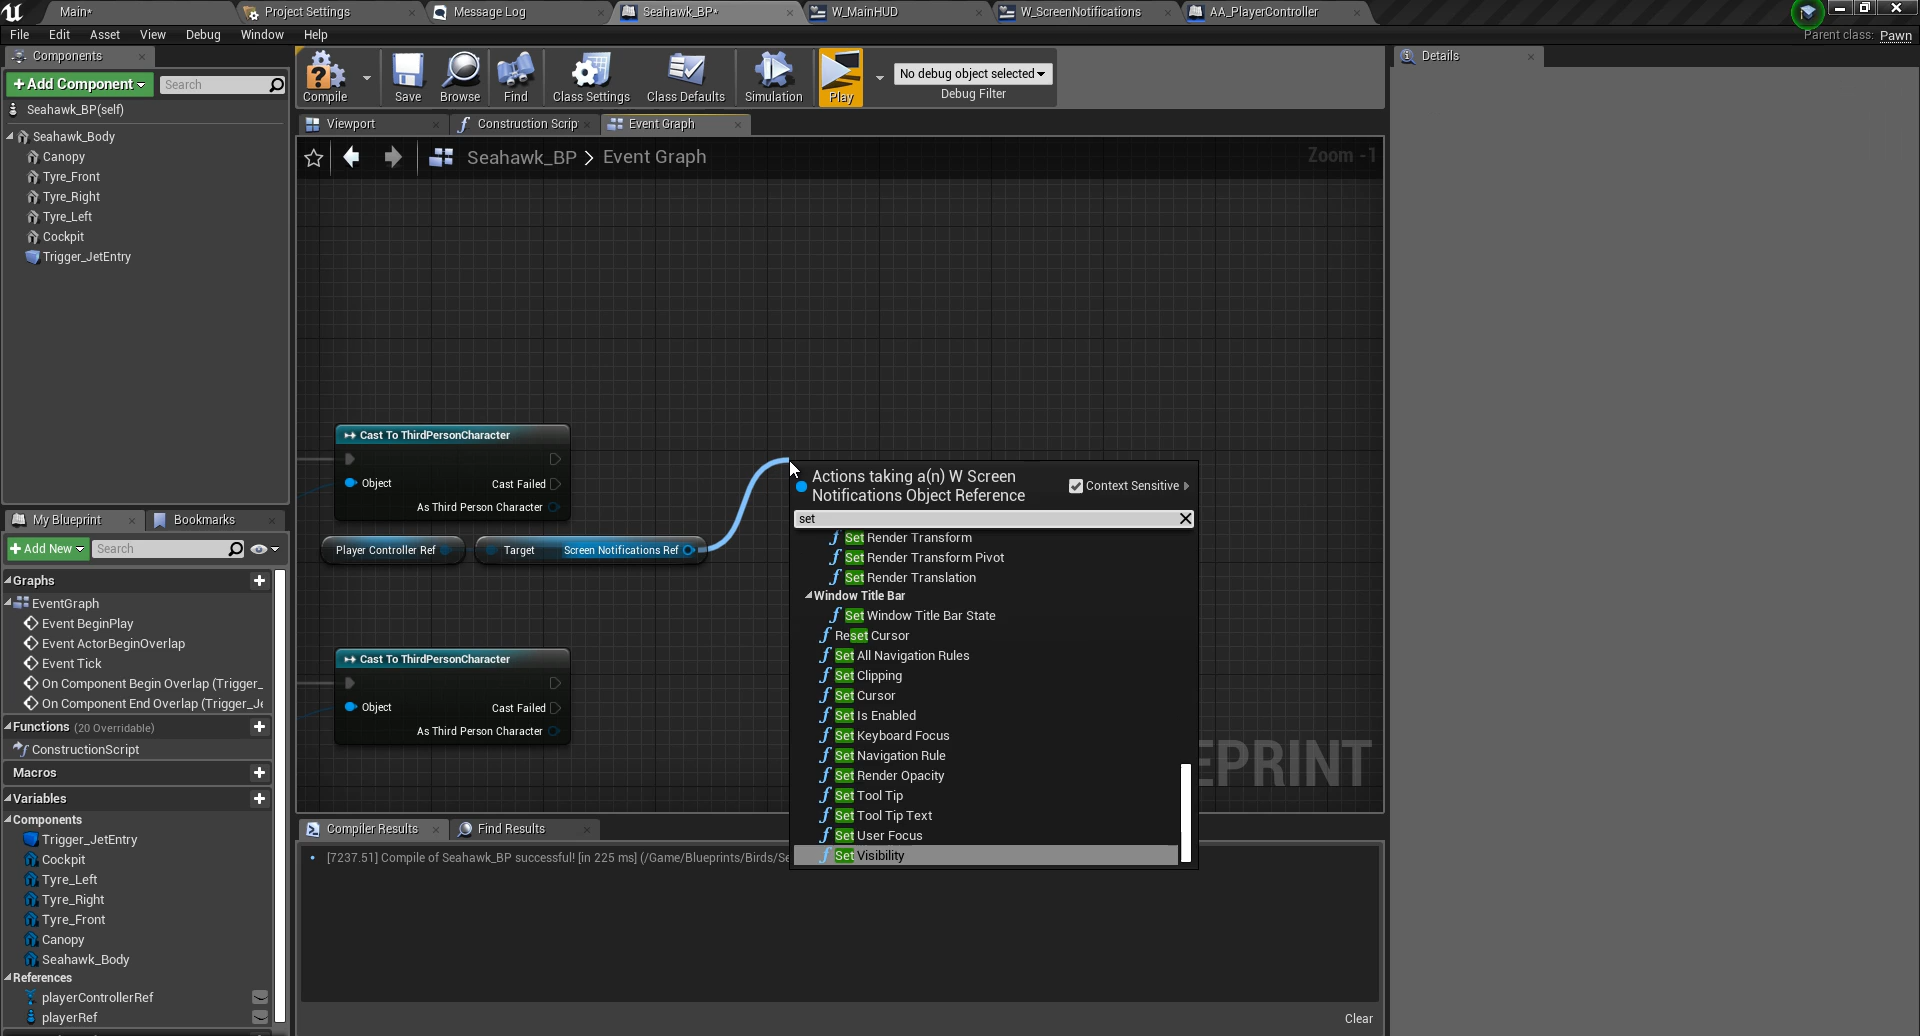 Main*
Project Settings
Message Log
Seahawk_BP*
W_MainHUD
W_ScreenNotifications
AA_PlayerController
File
Edit
Asset
View
Debug
Window
Help
Parent class: Pawn
Components
+Add Component
Search
Seahawk_BP(self)
Seahawk_Body
Canopy
Tyre_Front
Tyre_Right
Tyre_Left
Cockpit
Trigger_JetEntry
Compile
Save
Browse
Find
Class Settings
Class Defaults
Simulation
Play
No debug object selected
Debug Filter
Viewport
Construction Scrip
Event Graph
Seahawk_BP > Event Graph
Zoom -1
Details
Cast To ThirdPersonCharacter
Object
Cast Failed
As Third Person Character
Player Controller Ref
Target
Screen Notifications Ref
Cast To ThirdPersonCharacter
Object
Cast Failed
As Third Person Character
Actions taking a(n) W Screen
Notifications Object Reference
Context Sensitive
set
Set Render Transform
Set Render Transform Pivot
Set Render Translation
Window Title Bar
Set Window Title Bar State
Reset Cursor
Set All Navigation Rules
Set Clipping
Set Cursor
Set Is Enabled
Set Keyboard Focus
Set Navigation Rule
Set Render Opacity
Set Tool Tip
Set Tool Tip Text
Set User Focus
Set Visibility
EPRINT
My Blueprint
Bookmarks
+Add New
Search
Graphs
EventGraph
Event BeginPlay
Event ActorBeginOverlap
Event Tick
On Component Begin Overlap (Trigger_
On Component End Overlap (Trigger_Je
Functions (20 Overridable)
ConstructionScript
Macros
Variables
Components
Trigger_JetEntry
Cockpit
Tyre_Left
Tyre_Right
Tyre_Front
Canopy
Seahawk_Body
References
playerControllerRef
playerRef
Compiler Results
Find Results
[7237.51] Compile of Seahawk_BP successful! [in 225 ms] (/Game/Blueprints/Birds/Se
Clear